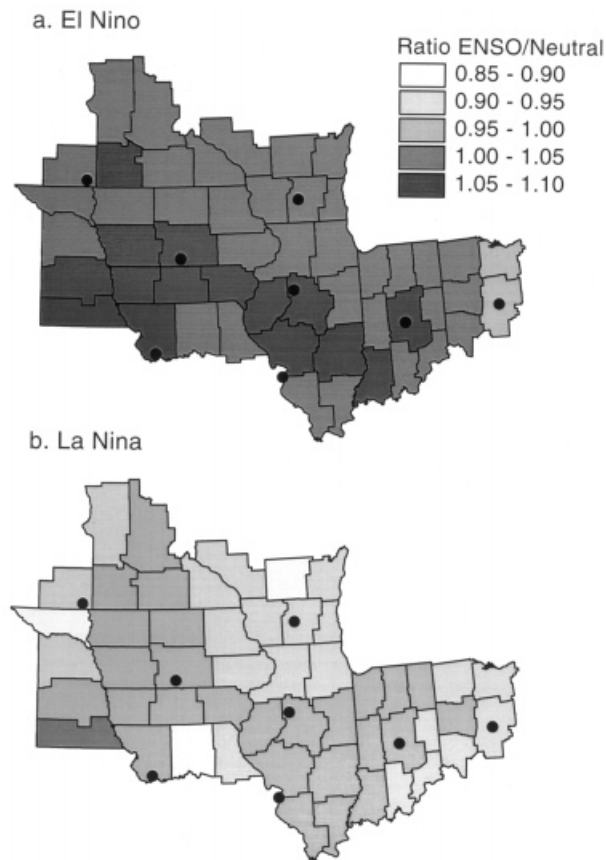 a. El Nino
Ratio ENSO/Neutral
0.85 - 0.90
0.90 - 0.95
0.95 - 1.00
1.00 - 1.05
1.05 - 1.10
b. La Nina